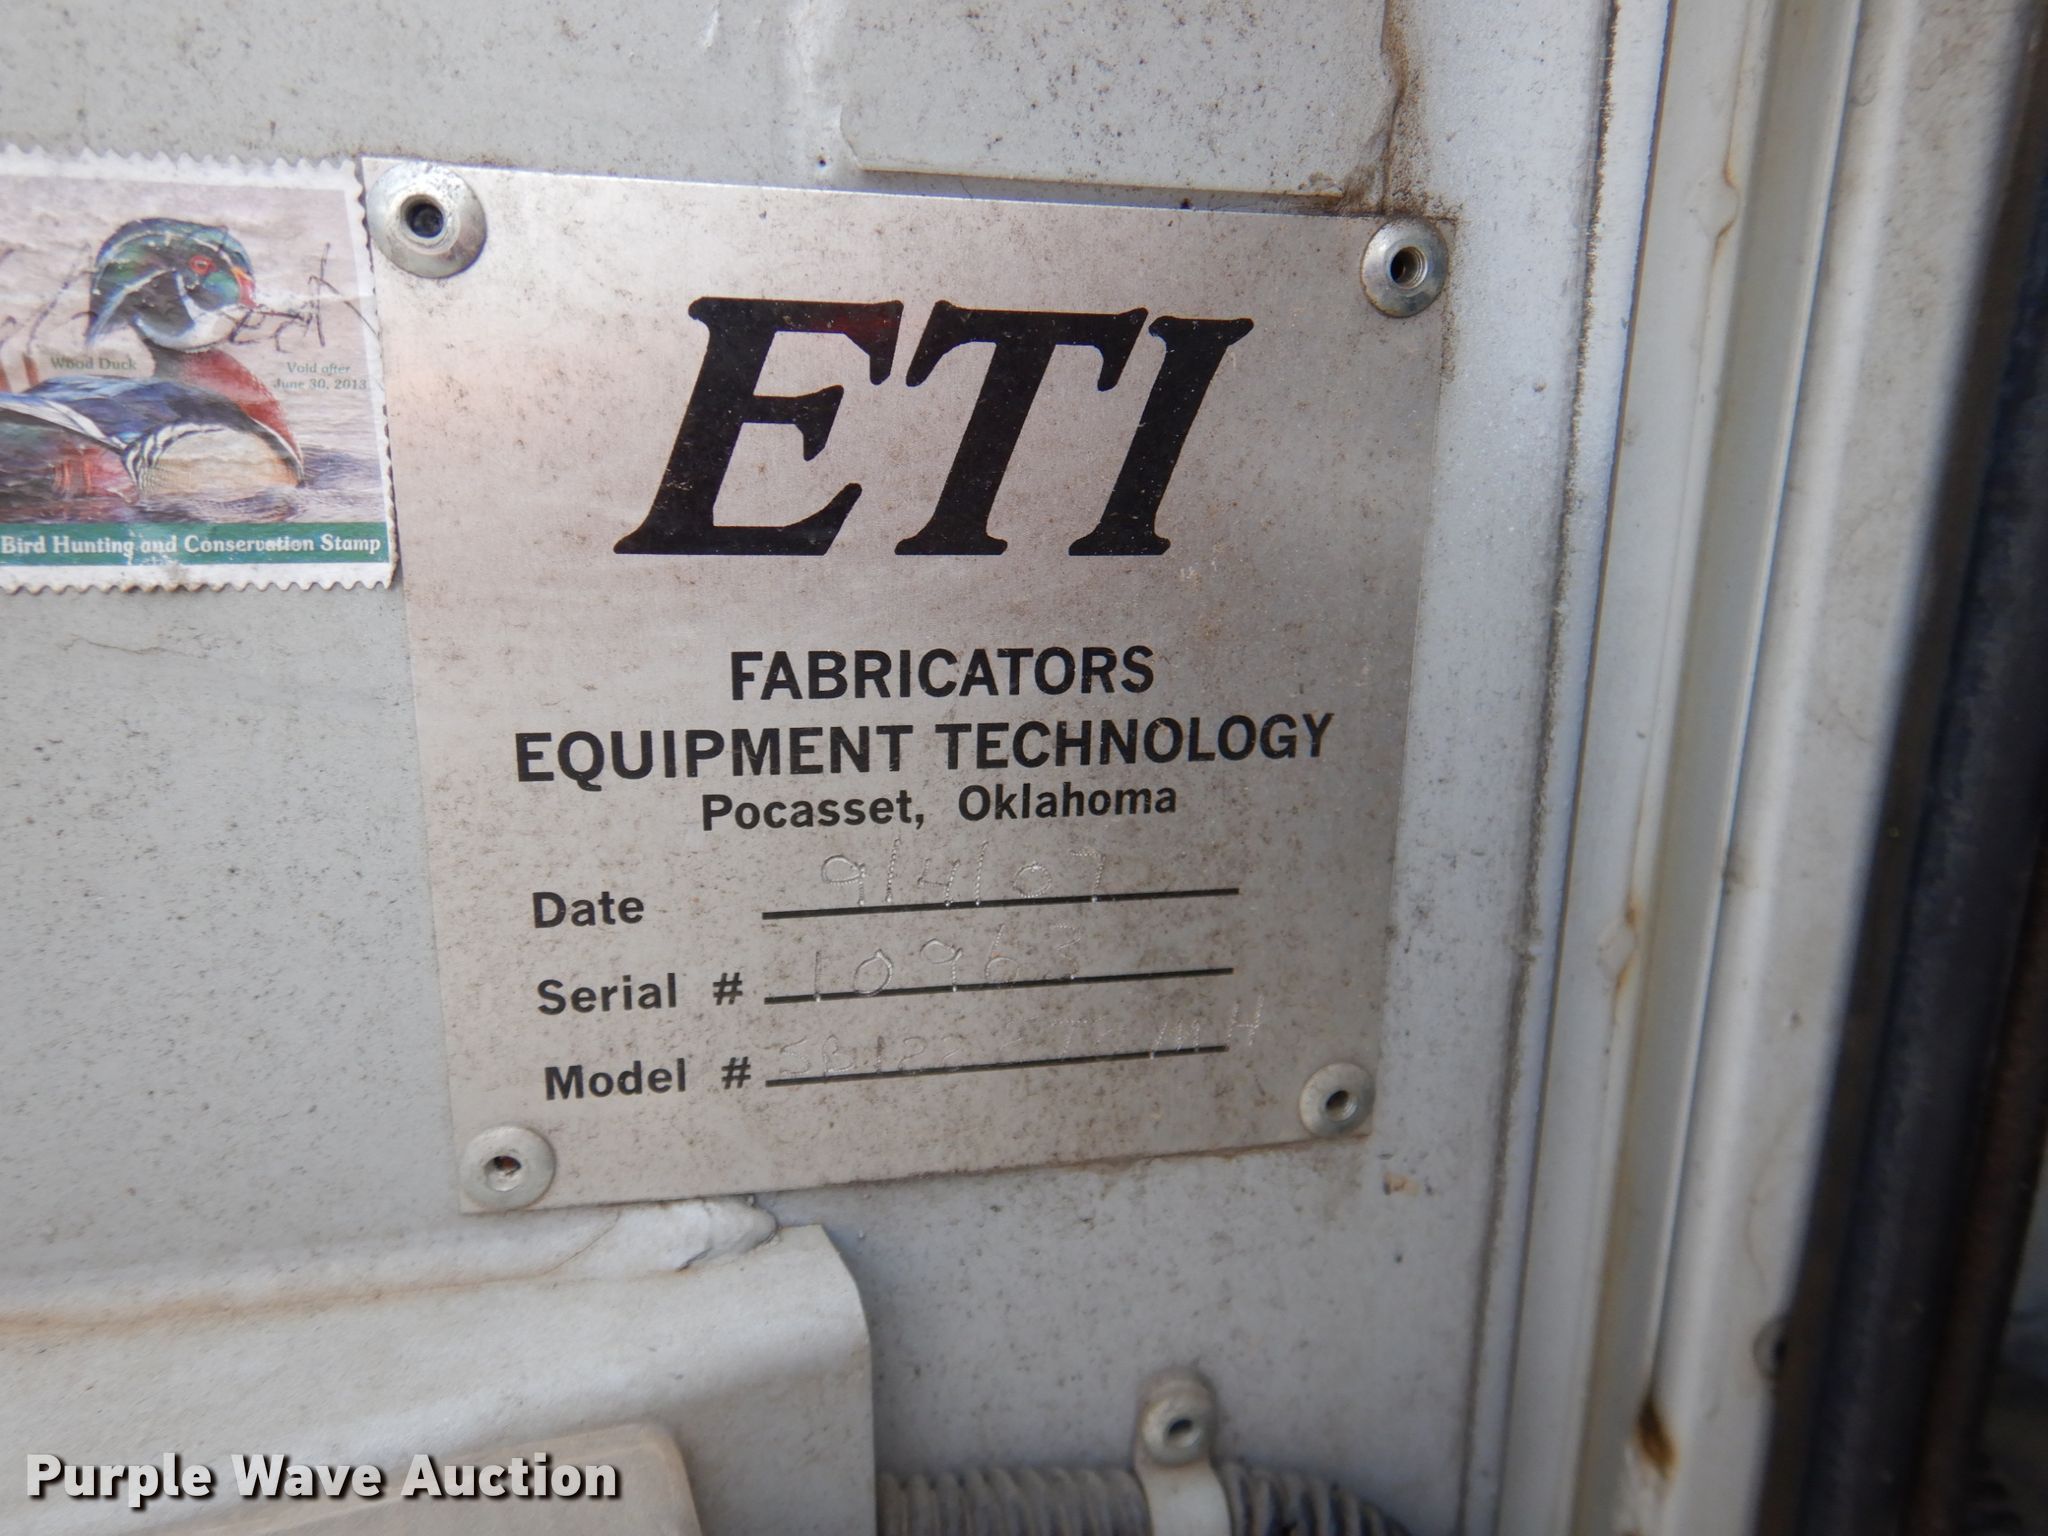 Wood Duck
Void after
June 30, 2013
Bird Hunting and Conservation Stamp
ETI
FABRICATORS
EQUIPMENT TECHNOLOGY
Pocasset, Oklahoma
Date 9/4/07
Serial # 10963
Model #
Purple Wave Auction